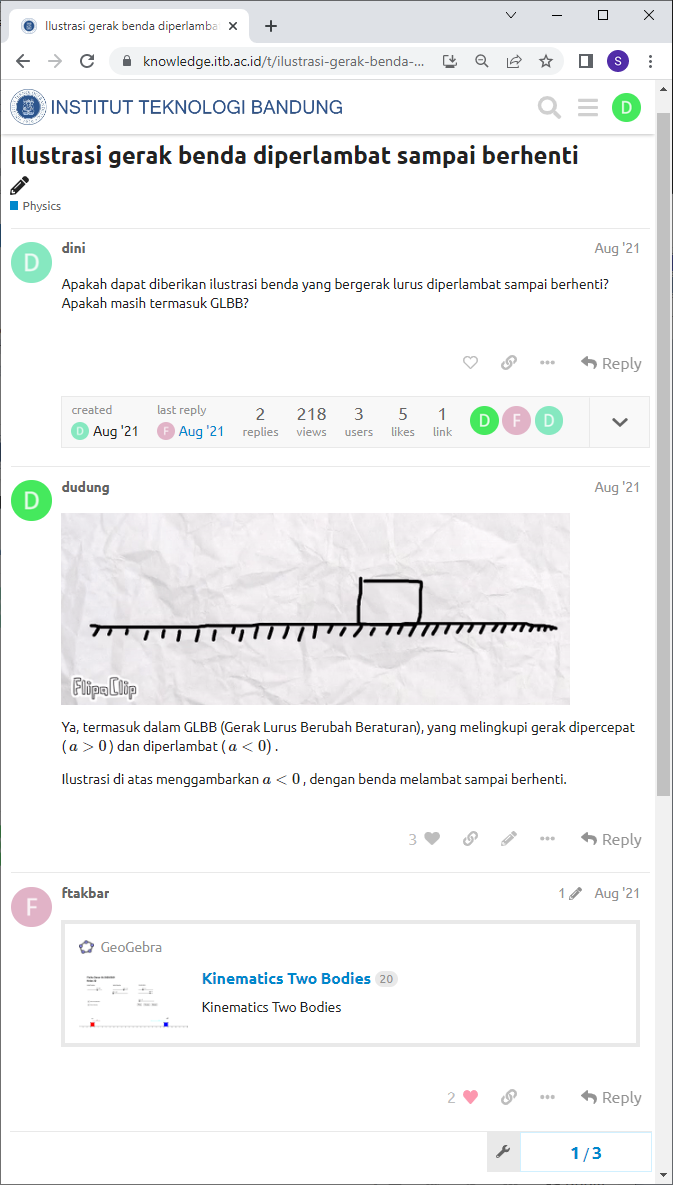 Ilustrasi gerak benda diperlamba
knowledge.itb.ac.id/t/ilustrasi-gerak-benda-...
S
INSTITUT TEKNOLOGI BANDUNG
D
Ilustrasi gerak benda diperlambat sampai berhenti
Physics
D
dini
Aug '21
Apakah dapat diberikan ilustrasi benda yang bergerak lurus diperlambat sampai berhenti?
Apakah masih termasuk GLBB?
Reply
created
last reply
2
218
3
5
1
D F D
D Aug '21
F Aug '21
replies
views
users
likes
link
D
dudung
Aug '21
FlipaClip
Ya, termasuk dalam GLBB (Gerak Lurus Berubah Beraturan), yang melingkupi gerak dipercepat
(a > 0) dan diperlambat (a < 0) .
Ilustrasi di atas menggambarkan a < 0 , dengan benda melambat sampai berhenti.
3
Reply
F
ftakbar
1
Aug '21
GeoGebra
Kinematics Two Bodies 20
Kinematics Two Bodies
2
Reply
1 / 3